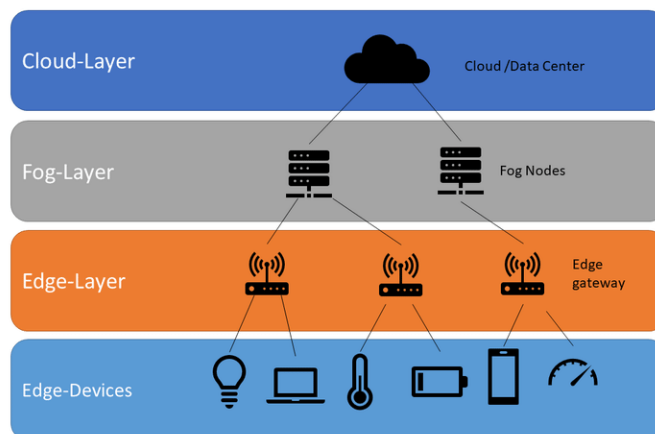 Cloud-Layer
Cloud /Data Center
Fog-Layer
Fog Nodes
Edge-Layer
Edge
gateway
Edge-Devices